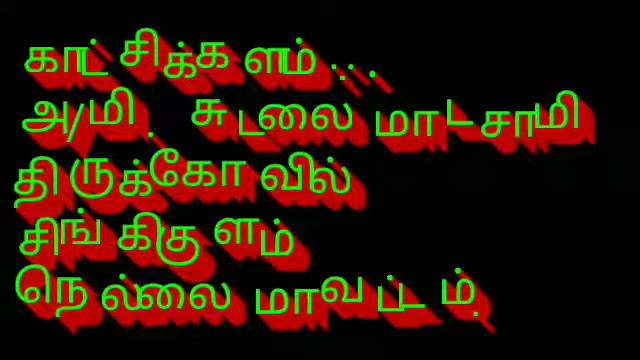 காட்சிக்களம்...
அ/மி. சுடலை மாடசாமி
திருக்கோவில்
சிங்கிகுளம்
நெல்லை மாவட்டம்.